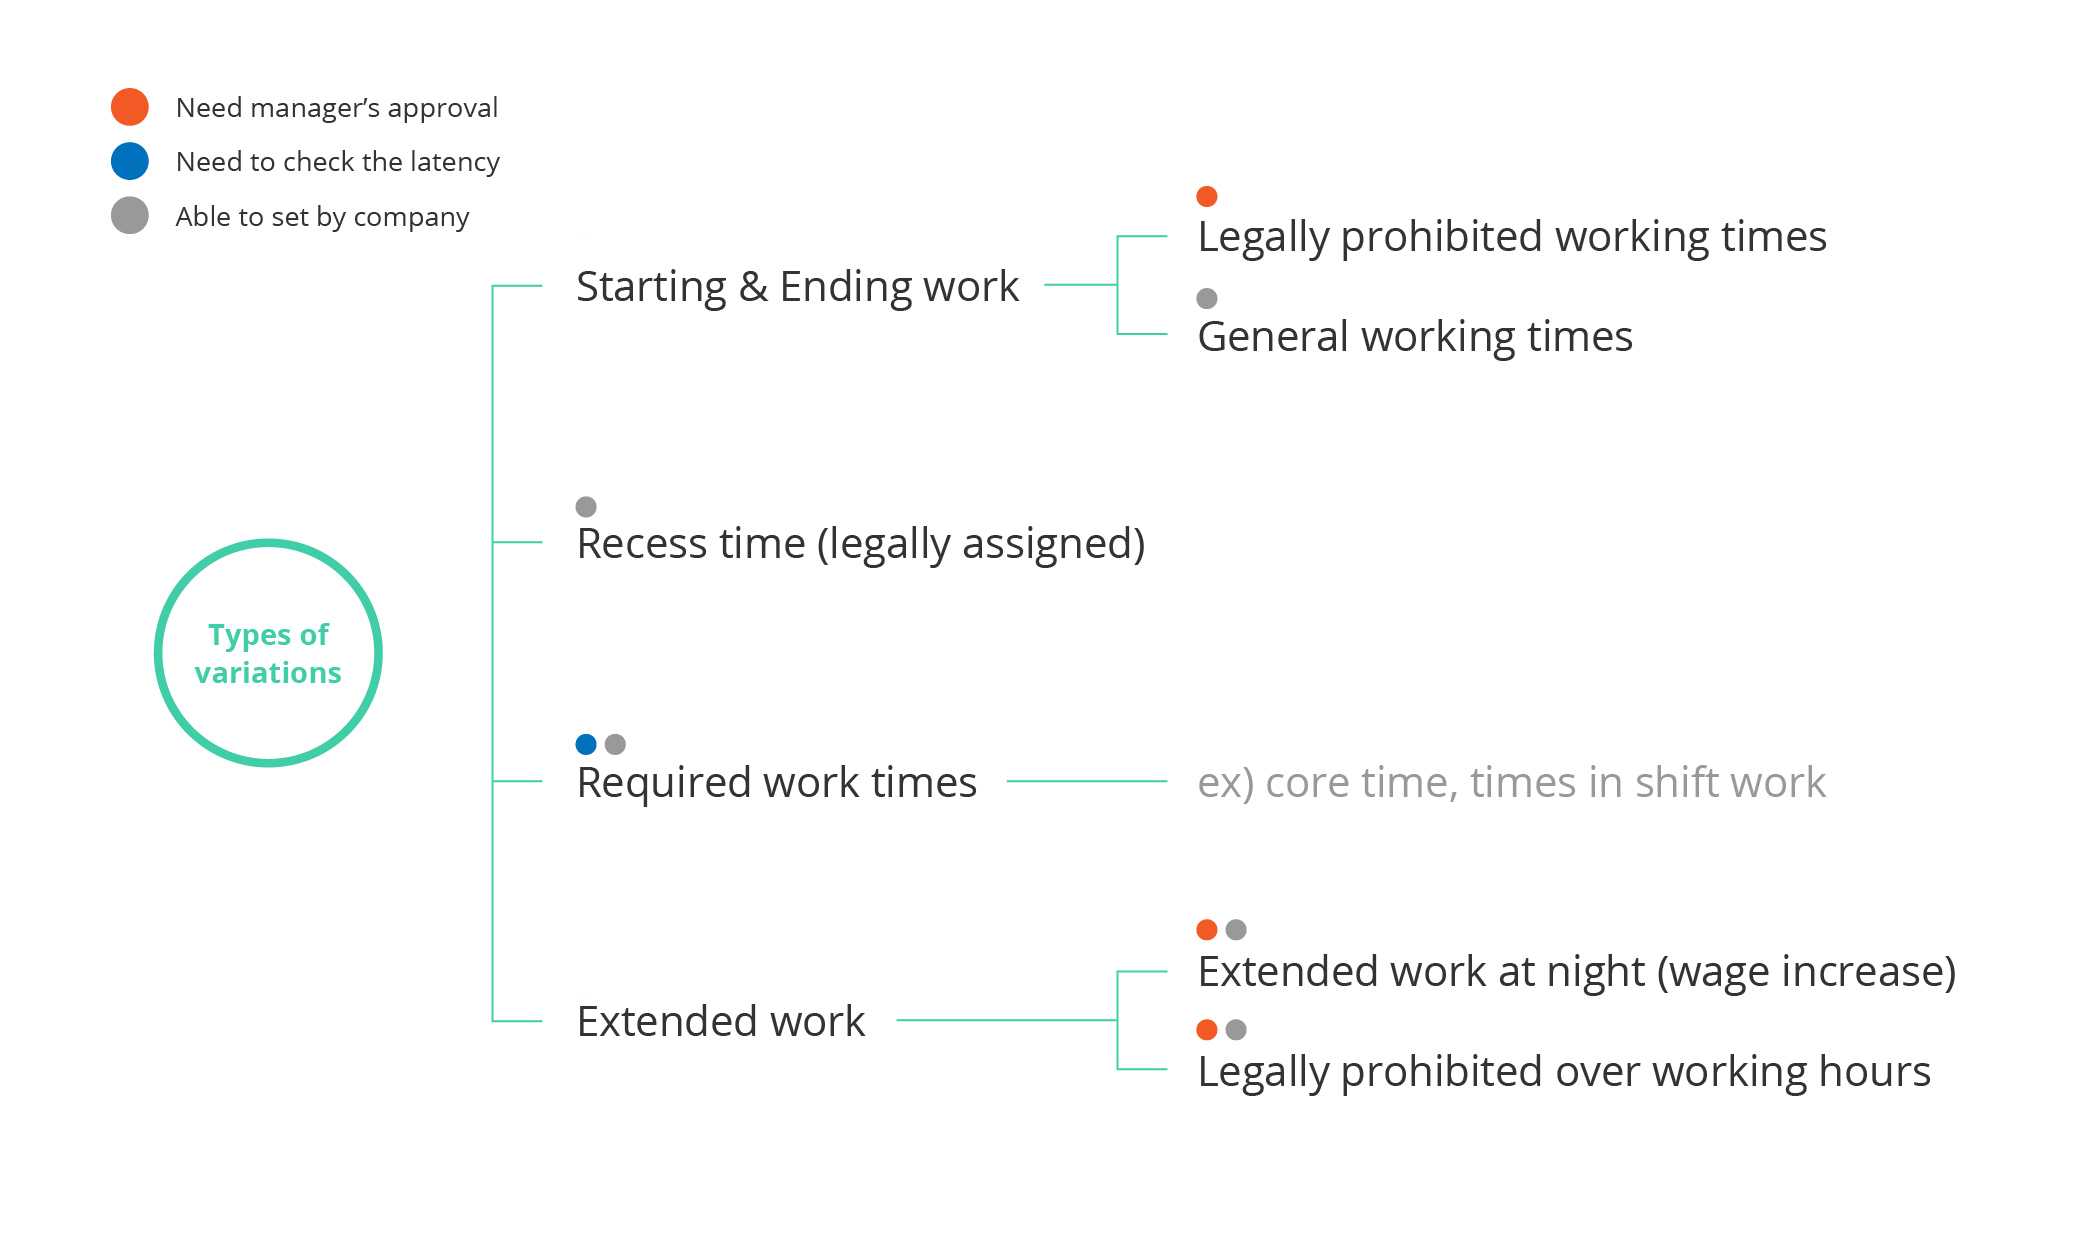 Need manager’s approval
Need to check the latency
Able to set by company
Types of
variations
Starting & Ending work
Legally prohibited working times
General working times
Recess time (legally assigned)
Required work times
ex) core time, times in shift work
Extended work
Extended work at night (wage increase)
Legally prohibited over working hours